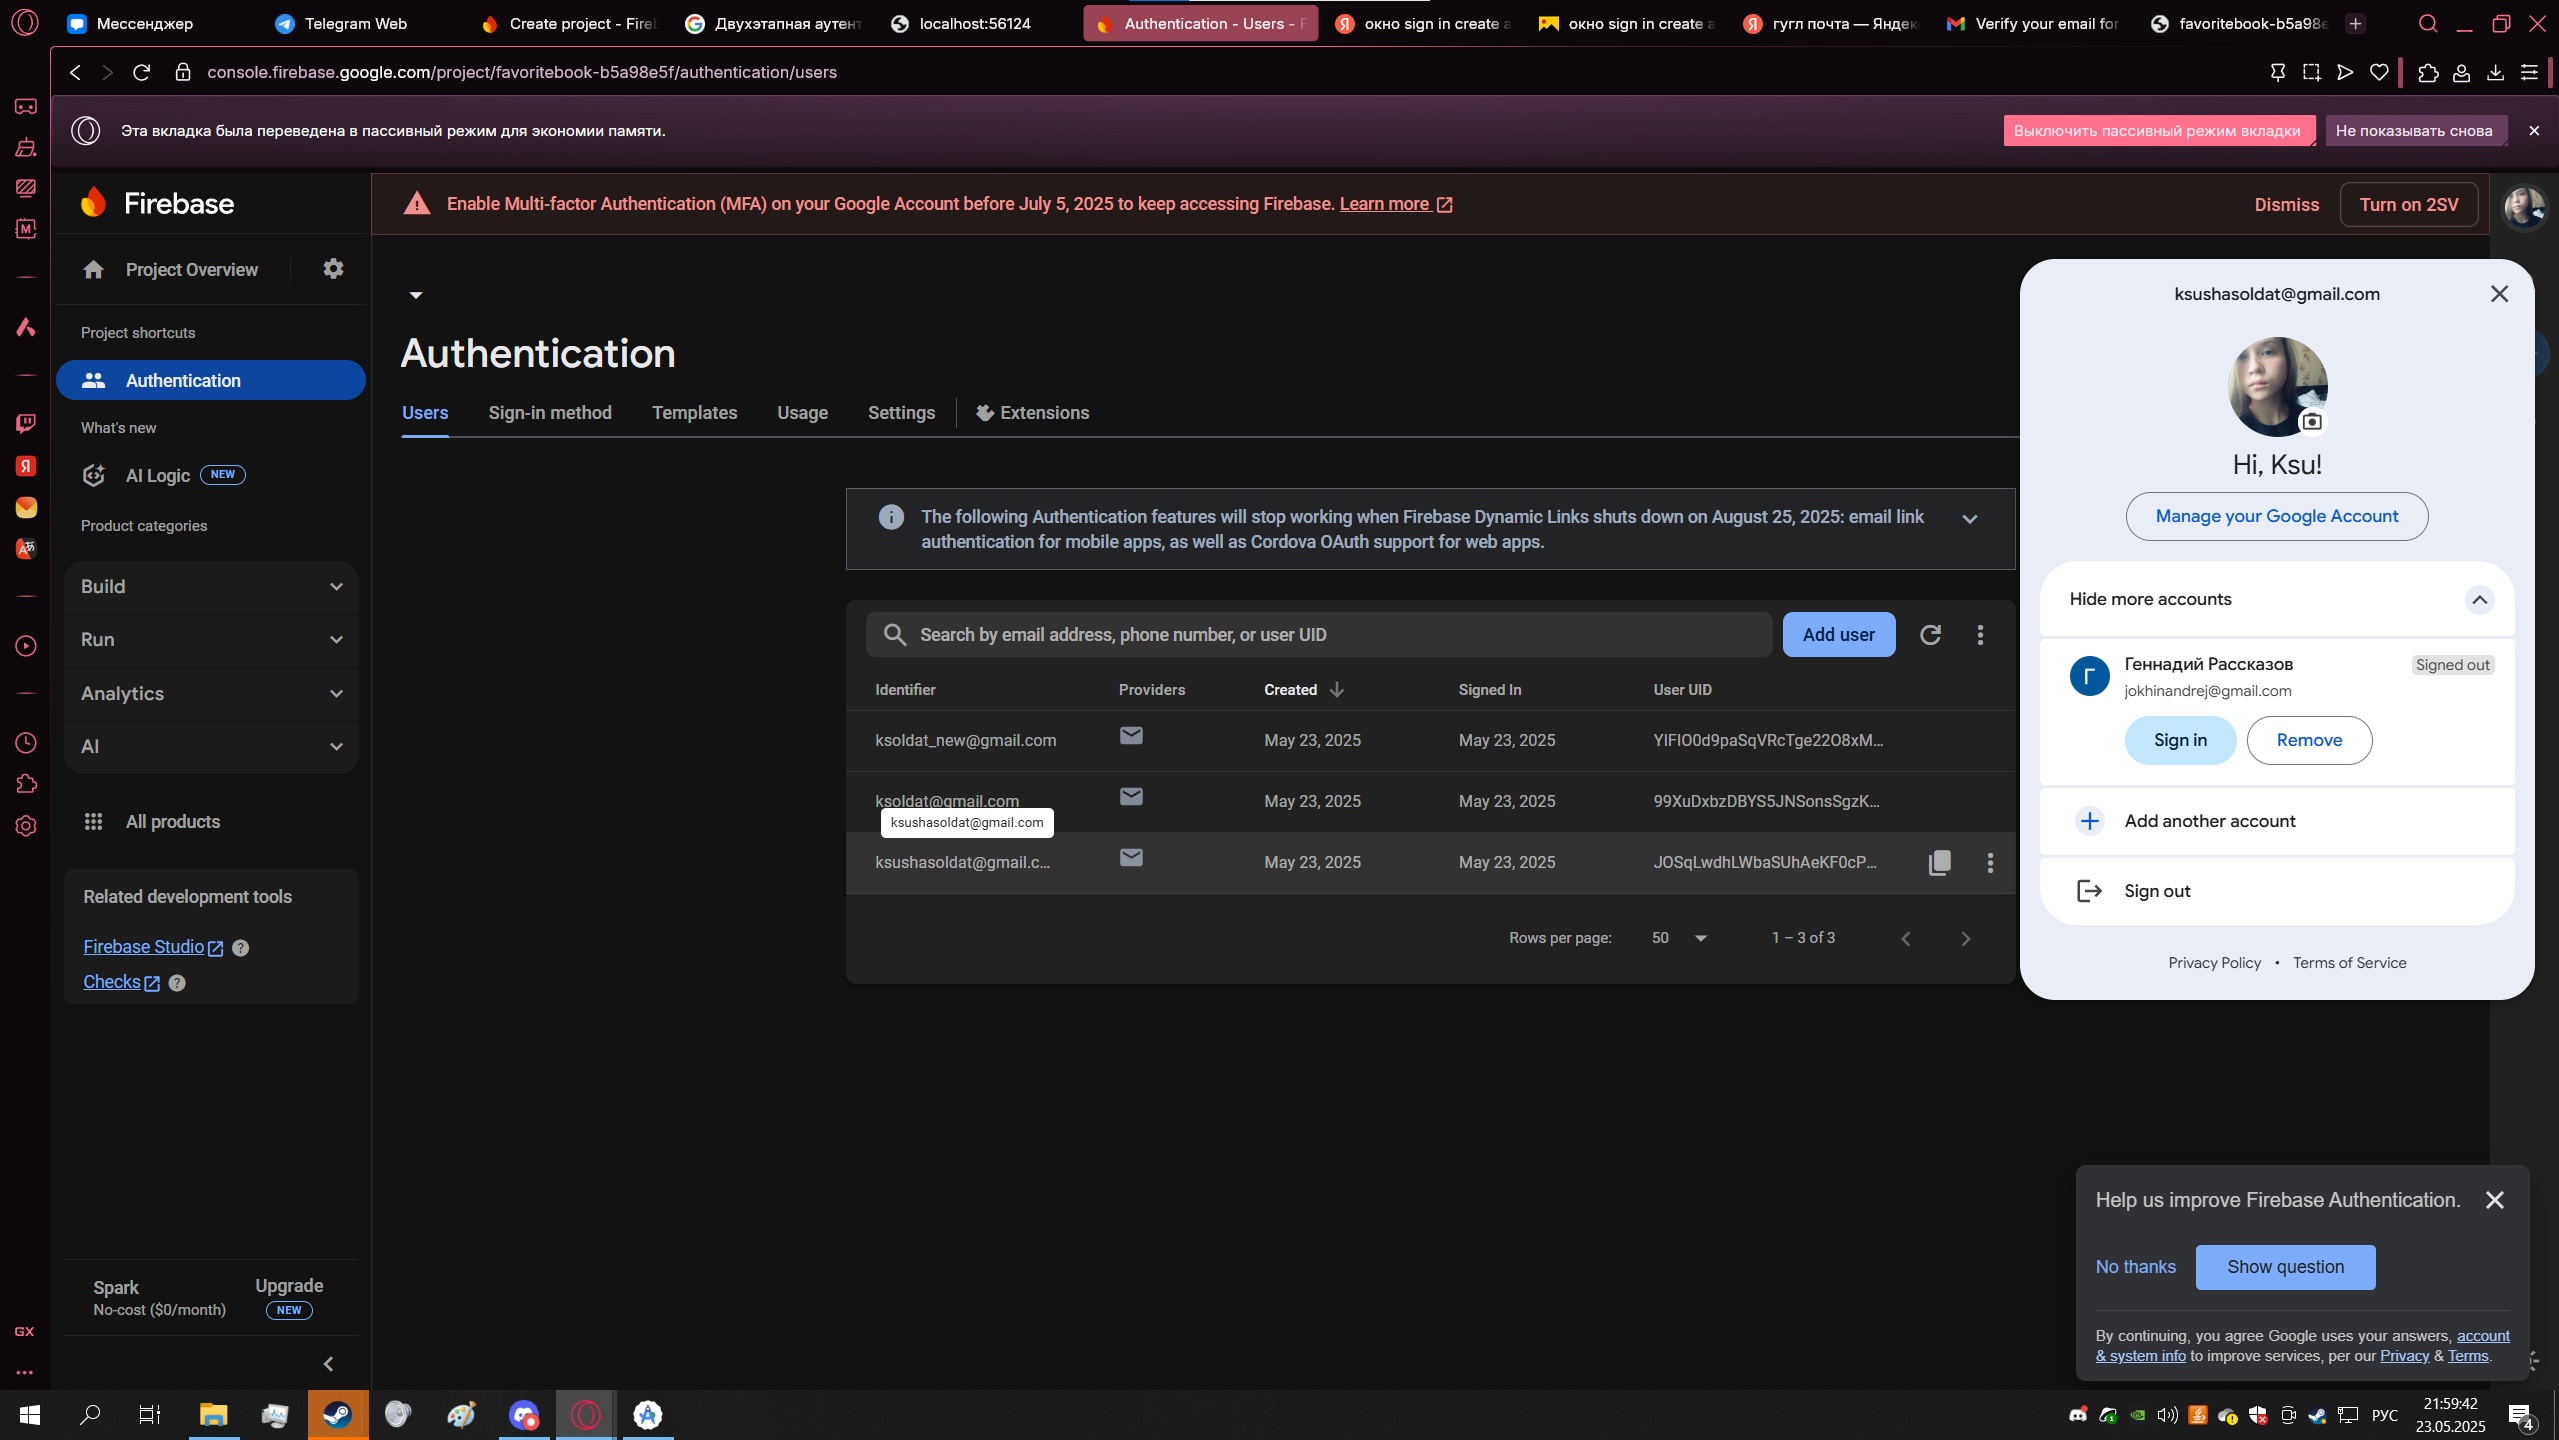 Мессенджер
Telegram Web
Create project - Fire
Двухэтапная аутент
localhost:56124
Authentication - Users - F
окно sign in create a
окно sign in create a
гугл почта — Яндек
Verify your email for
favoritebook-b5a98e
console.firebase.google.com/project/favoritebook-b5a98e5f/authentication/users
Эта вкладка была переведена в пассивный режим для экономии памяти.
Выключить пассивный режим вкладки
Не показывать снова
Firebase
Enable Multi-factor Authentication (MFA) on your Google Account before July 5, 2025 to keep accessing Firebase. Learn more
Dismiss
Turn on 2SV
Project Overview
Project shortcuts
Authentication
What's new
AI Logic NEW
Product categories
Build
Run
Analytics
AI
All products
Related development tools
Firebase Studio
Checks
Spark
No-cost ($0/month)
Upgrade
NEW
Authentication
Users
Sign-in method
Templates
Usage
Settings
Extensions
The following Authentication features will stop working when Firebase Dynamic Links shuts down on August 25, 2025: email link
authentication for mobile apps, as well as Cordova OAuth support for web apps.
Search by email address, phone number, or user UID
Add user
Identifier Providers Created Signed In User UID
ksoldat_new@gmail.com May 23, 2025 May 23, 2025 YIFIO0d9paSqVRcTge22O8xM...
ksoldat@gmail.com May 23, 2025 May 23, 2025 99XuDxbzDBYS5JNSonsSgzK...
ksushasoldat@gmail.com
ksushasoldat@gmail.c... May 23, 2025 May 23, 2025 JOSqLwdhLWbaSUhAeKF0cP...
Rows per page: 50 1 – 3 of 3
ksushasoldat@gmail.com
Hi, Ksu!
Manage your Google Account
Hide more accounts
Г
Геннадий Рассказов
Signed out
jokhinandrej@gmail.com
Sign in
Remove
Add another account
Sign out
Privacy Policy • Terms of Service
Help us improve Firebase Authentication.
No thanks
Show question
By continuing, you agree Google uses your answers, account
& system info to improve services, per our Privacy & Terms.
GX
РУС
21:59:42
23.05.2025
4